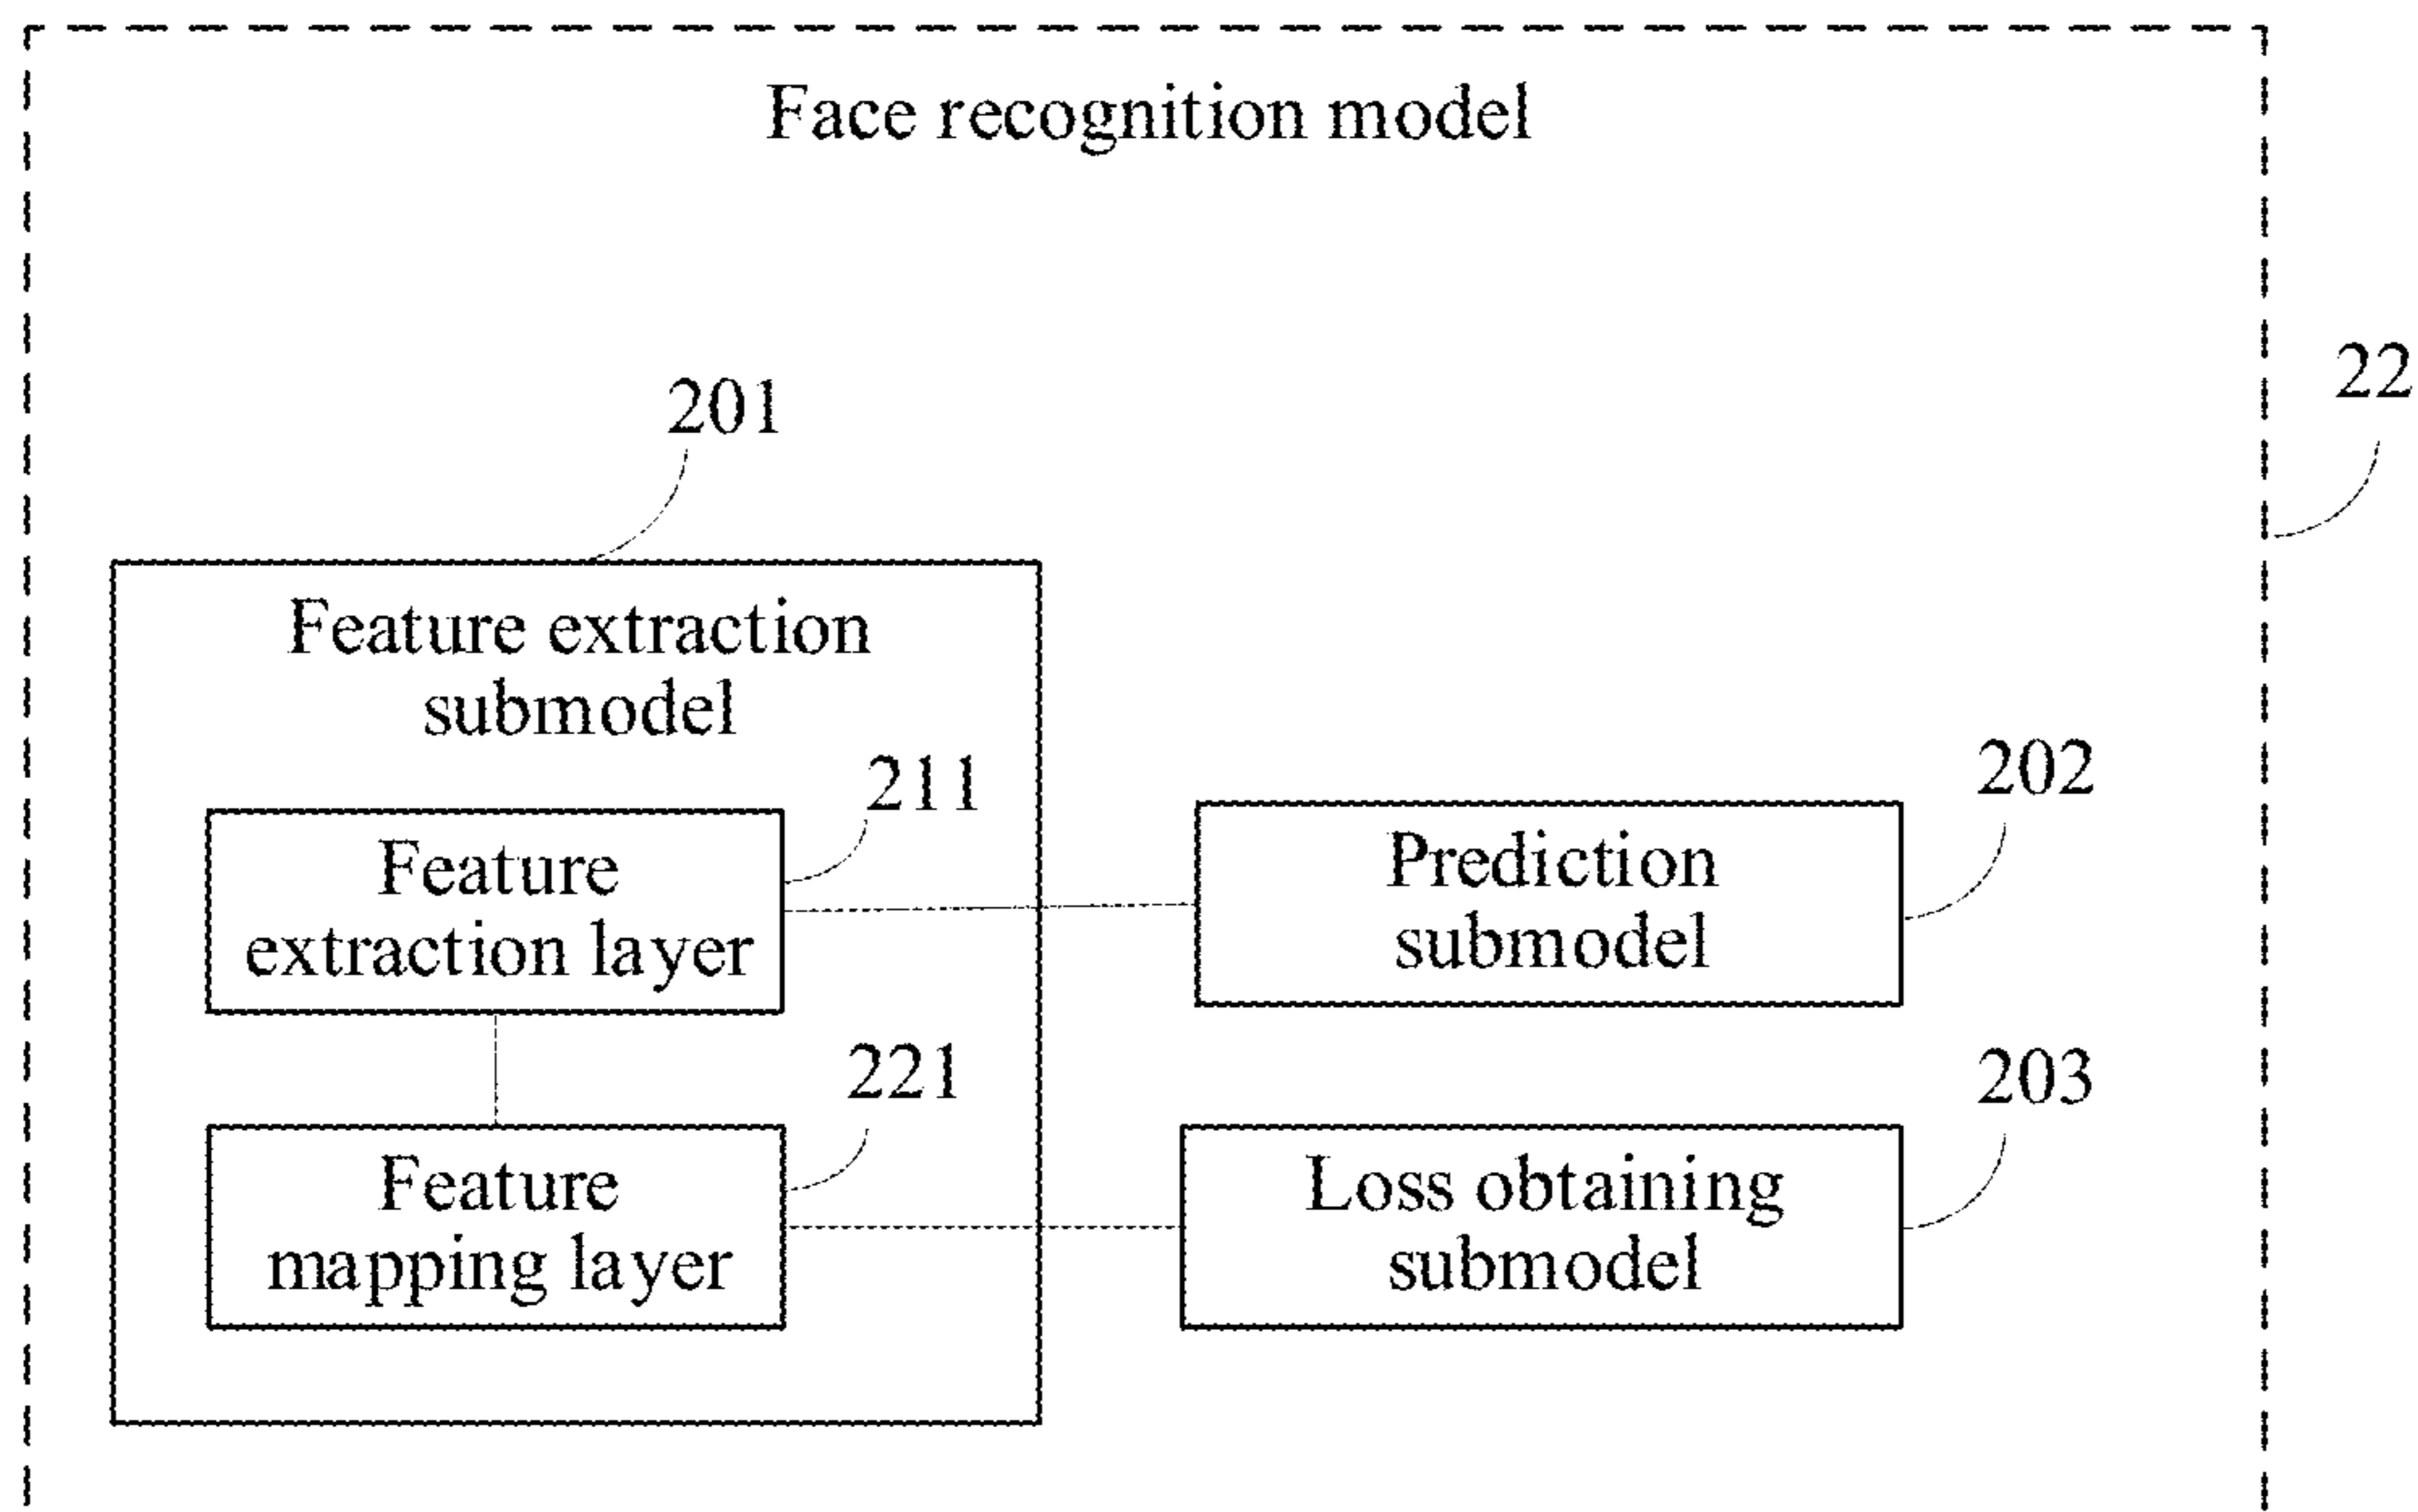 Face recognition model
22
201
Feature extraction
submodel
211
Feature
extraction layer
202
Prediction
submodel
221
Feature
mapping layer
203
Loss obtaining
submodel